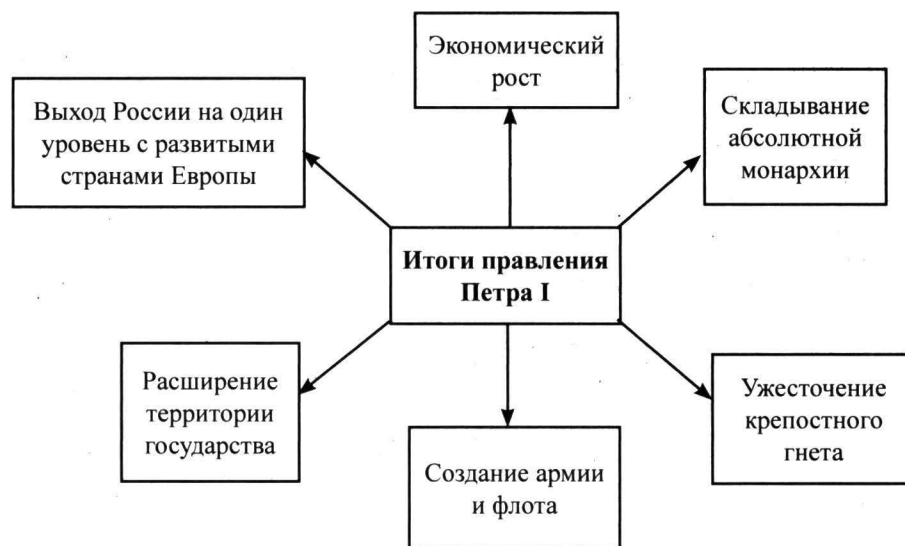 Экономический
рост
Выход России на один
уровень с развитыми
странами Европы
Складывание
абсолютной
монархии
Итоги правления
Петра I
Расширение
территории
государства
Создание армии
и флота
Ужесточение
крепостного
гнета